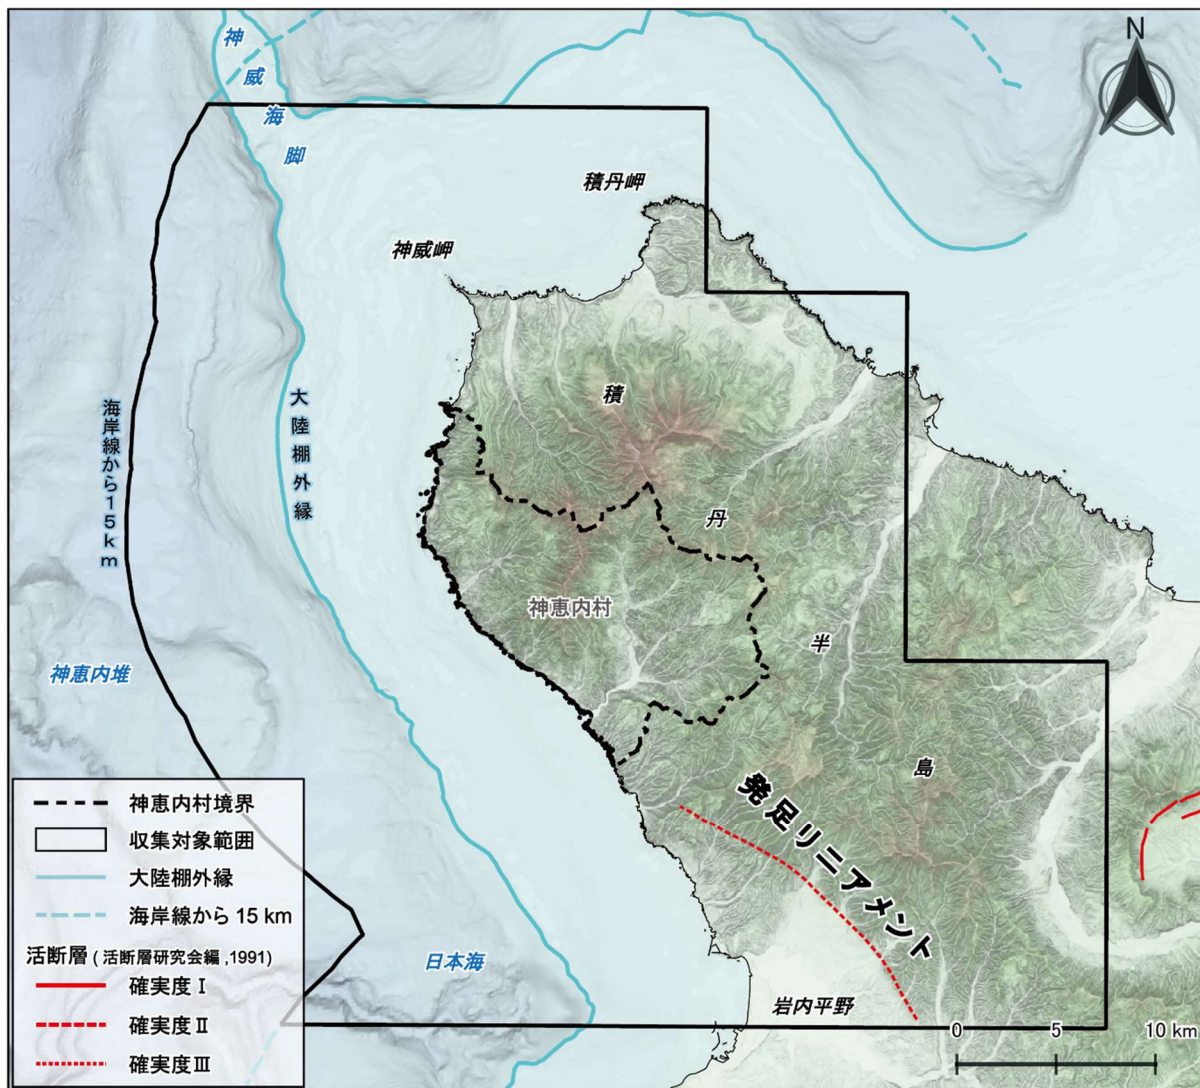 N
神威海脚
積丹岬
神威岬
積丹半島
大陸棚外縁
海岸線から15km
神恵内村
神恵内堆
発足リニアメント
日本海
岩内平野
神恵内村境界
収集対象範囲
大陸棚外縁
海岸線から 15 km
活断層 ( 活断層研究会編 ,1991)
確実度 Ⅰ
確実度 Ⅱ
確実度 Ⅲ
0 5 10 km